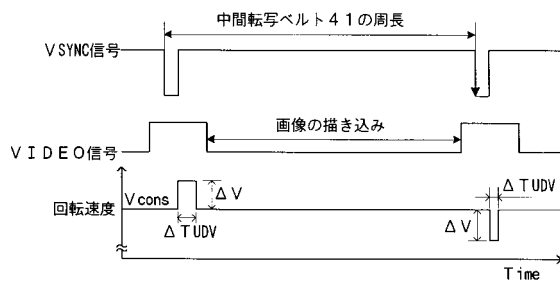 中間転写ベルト41の周長
VSYNC信号
画像の描き込み
VIDEO信号
Vcons
ΔV
ΔTUDV
回転速度
ΔTUDV
ΔV
Time